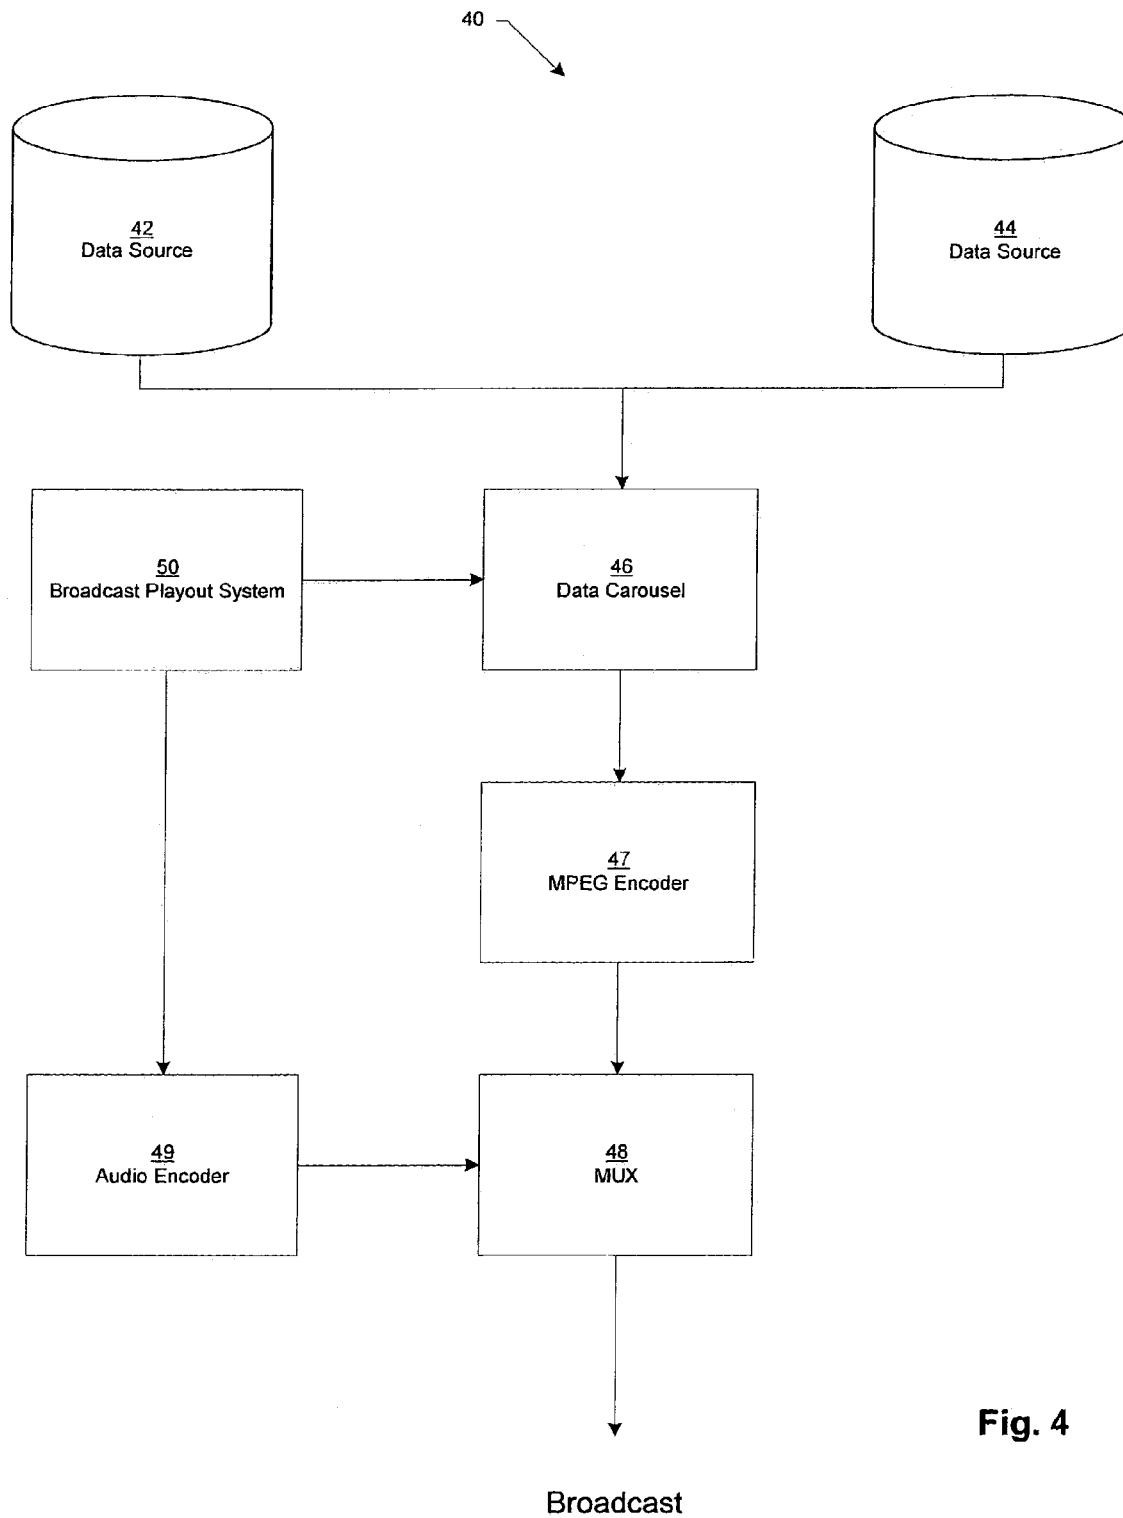 40
42
Data Source
44
Data Source
50
Broadcast Playout System
46
Data Carousel
47
MPEG Encoder
49
Audio Encoder
48
MUX
Fig. 4
Broadcast